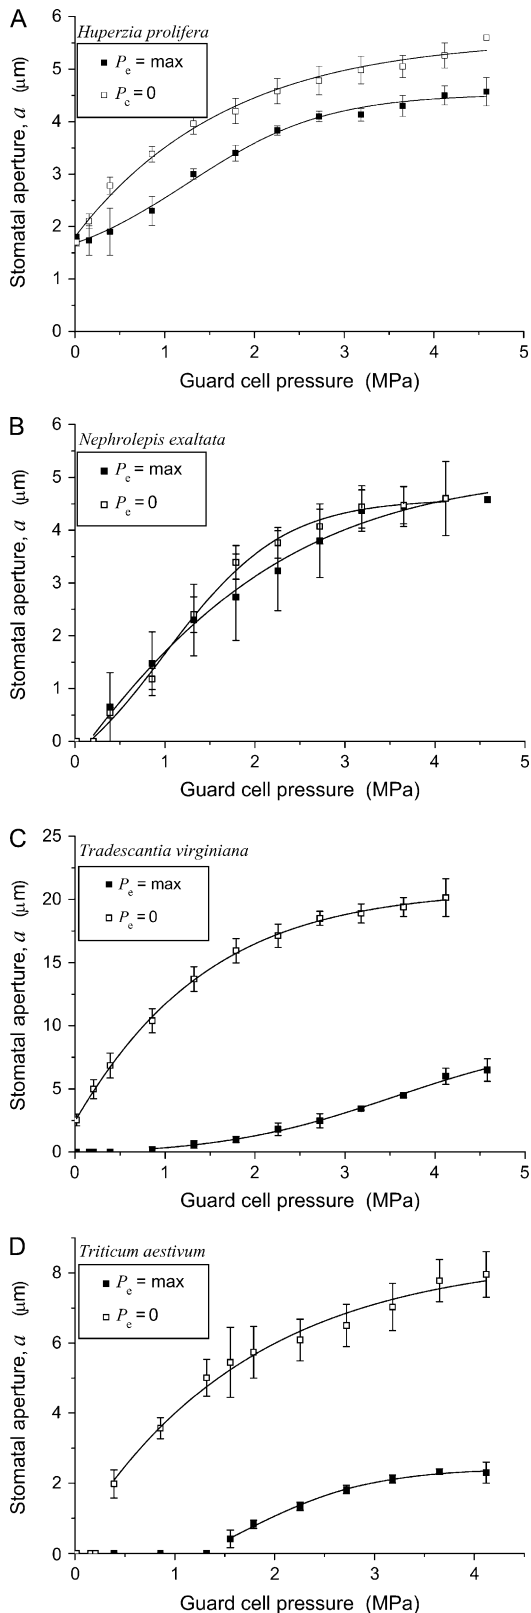 A
Huperzia prolifera
Pe = max
Pe = 0
6
5
4
3
2
1
0
Stomatal aperture, a (μm)
0 1 2 3 4 5
Guard cell pressure (MPa)
B
Nephrolepis exaltata
Pe = max
Pe = 0
6
5
4
3
2
1
0
Stomatal aperture, a (μm)
0 1 2 3 4 5
Guard cell pressure (MPa)
C
Tradescantia virginiana
Pe = max
Pe = 0
25
20
15
10
5
0
Stomatal aperture, a (μm)
0 1 2 3 4 5
Guard cell pressure (MPa)
D
Triticum aestivum
Pe = max
Pe = 0
8
6
4
2
0
Stomatal aperture, a (μm)
0 1 2 3 4
Guard cell pressure (MPa)